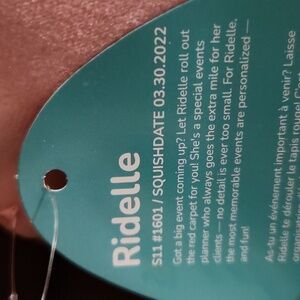 Ridelle
S11 #1601 / SQUISHDATE 03.30.2022
Got a big event coming up? Let Ridelle roll out
the red carpet for you! She's a special events
planner who always goes the extra mile for her
clients — no detail is ever too small. For Ridelle,
the most memorable events are personalized —
and fun!
As-tu un événement important à venir? Laisse
Ridelle te dérouler le tapis rouge!